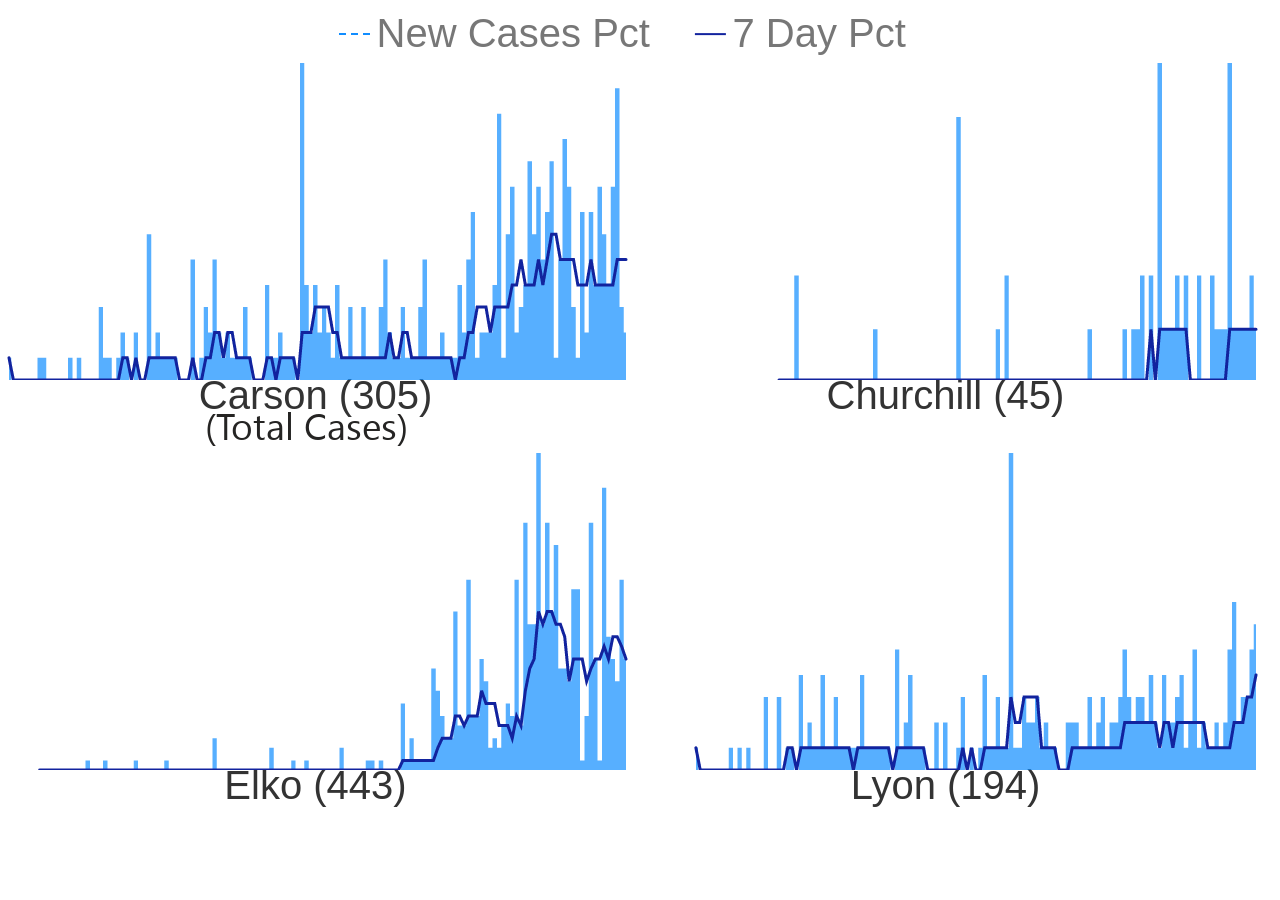 New Cases Pct 7 Day Pct
Carson (305) Churchill (45)
(Total Cases)
Elko (443) Lyon (194)